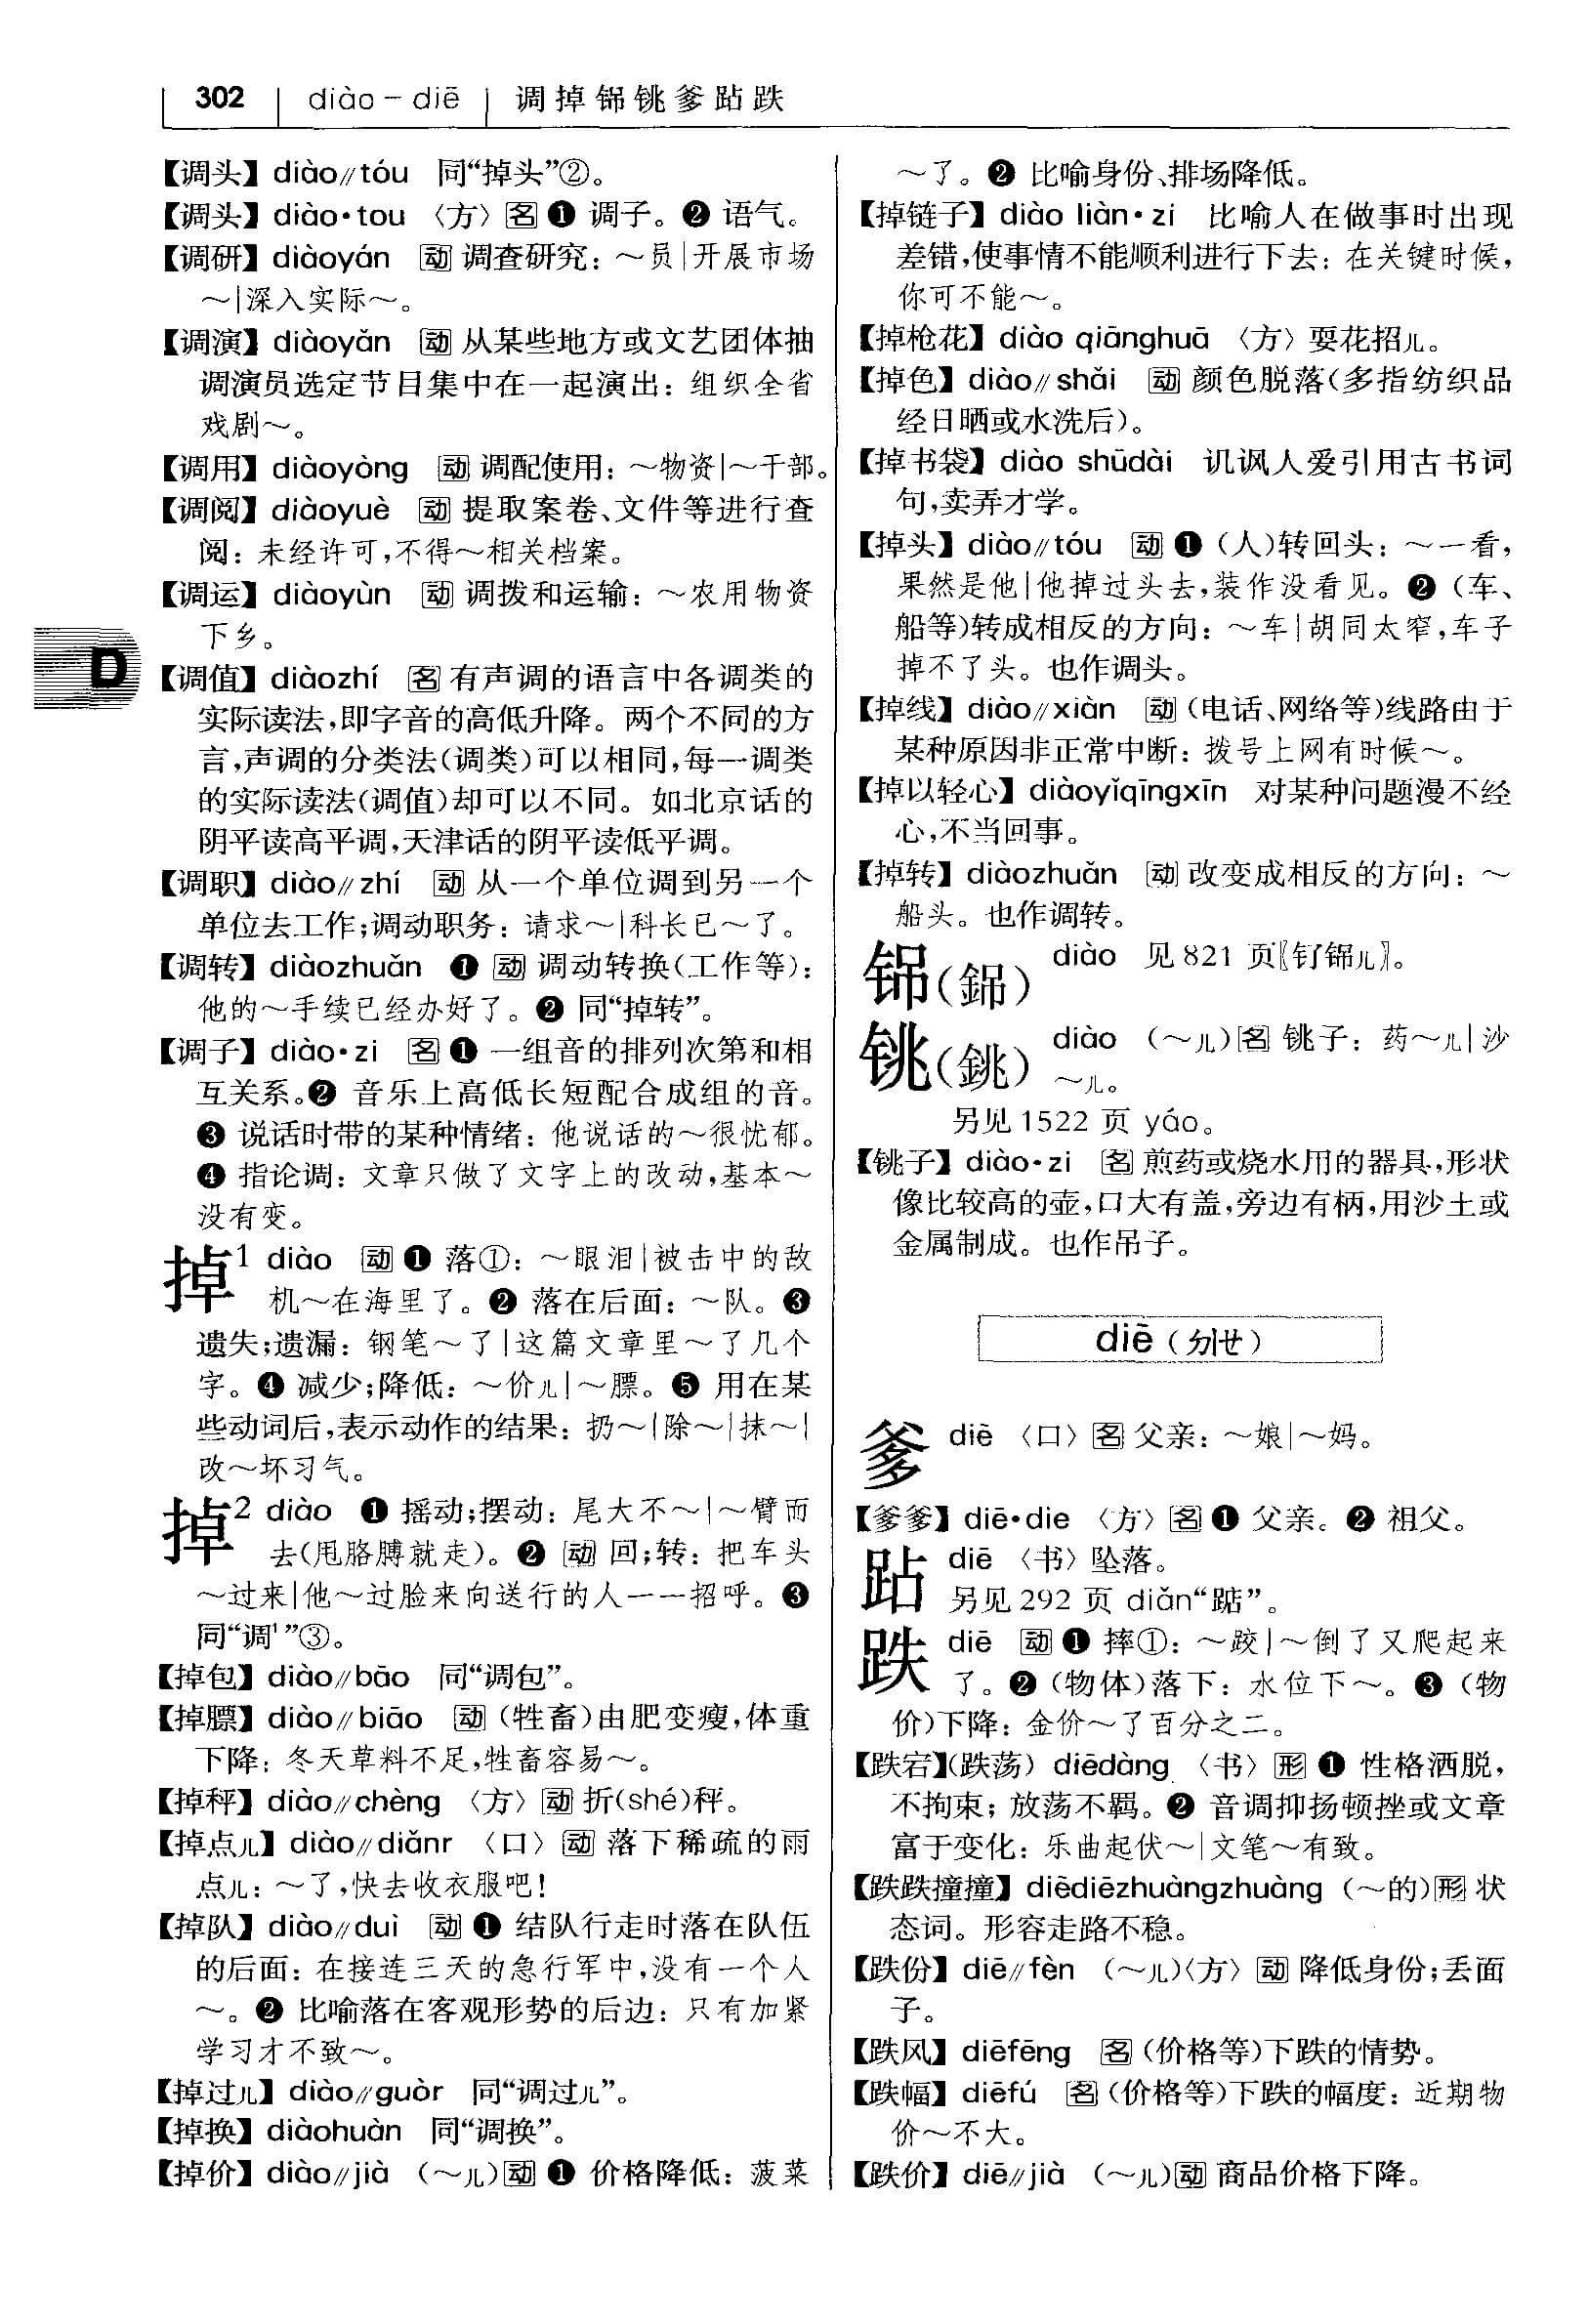 302 diào－diē 调掉铞铫爹跕跌
【调头】 diào∥tóu 同“掉头”②。
【调头】 diào·tou 〈方〉 名 ❶ 调子。❷ 语气。
【调研】 diàoyán 动 调查研究：～员|开展市场
～|深入实际～。
【调演】 diàoyǎn 动 从某些地方或文艺团体抽
调演员选定节目集中在一起演出：组织全省
戏剧～。
【调用】 diàoyòng 动 调配使用：～物资|～干部。
【调阅】 diàoyuè 动 提取案卷、文件等进行查
阅：未经许可,不得～相关档案。
【调运】 diàoyùn 动 调拨和运输：～农用物资
下乡。
D
【调值】 diàozhí 名 有声调的语言中各调类的
实际读法,即字音的高低升降。两个不同的方
言,声调的分类法(调类)可以相同,每一调类
的实际读法(调值)却可以不同。如北京话的
阴平读高平调,天津话的阴平读低平调。
【调职】 diào∥zhí 动 从一个单位调到另一个
单位去工作;调动职务：请求～|科长已～了。
【调转】 diàozhuǎn ❶ 动 调动转换(工作等)：
他的～手续已经办好了。❷ 同“掉转”。
【调子】 diào·zi 名 ❶ 一组音的排列次第和相
互关系。❷ 音乐上高低长短配合成组的音。
❸ 说话时带的某种情绪：他说话的～很忧郁。
❹ 指论调：文章只做了文字上的改动,基本～
没有变。
掉1 diào 动 ❶ 落①：～眼泪|被击中的敌
机～在海里了。❷ 落在后面：～队。❸
遗失;遗漏：钢笔～了|这篇文章里～了几个
字。❹ 减少;降低：～价儿|～膘。❺ 用在某
些动词后,表示动作的结果：扔～|除～|抹～|
改～坏习气。
掉2 diào ❶ 摇动;摆动：尾大不～|～臂而
去(甩胳膊就走)。❷ 动 回;转：把车头
～过来|他～过脸来向送行的人一一招呼。❸
同“调1”③。
【掉包】 diào∥bāo 同“调包”。
【掉膘】 diào∥biāo 动 (牲畜)由肥变瘦,体重
下降：冬天草料不足,牲畜容易～。
【掉秤】 diào∥chèng 〈方〉 动 折(shé)秤。
【掉点儿】 diào∥diǎnr 〈口〉 动 落下稀疏的雨
点儿：～了,快去收衣服吧!
【掉队】 diào∥duì 动 ❶ 结队行走时落在队伍
的后面：在接连三天的急行军中,没有一个人
～。❷ 比喻落在客观形势的后边：只有加紧
学习才不致～。
【掉过儿】 diào∥guòr 同“调过儿”。
【掉换】 diàohuàn 同“调换”。
【掉价】 diào∥jià (～儿) 动 ❶ 价格降低：菠菜
～了。❷ 比喻身份、排场降低。
【掉链子】 diào liàn·zi 比喻人在做事时出现
差错,使事情不能顺利进行下去：在关键时候,
你可不能～。
【掉枪花】 diào qiānghuā 〈方〉 耍花招儿。
【掉色】 diào∥shǎi 动 颜色脱落(多指纺织品
经日晒或水洗后)。
【掉书袋】 diào shūdài 讥讽人爱引用古书词
句,卖弄才学。
【掉头】 diào∥tóu 动 ❶ (人)转回头：～一看,
果然是他|他掉过头去,装作没看见。❷ (车、
船等)转成相反的方向：～车|胡同太窄,车子
掉不了头。也作调头。
【掉线】 diào∥xiàn 动 (电话、网络等)线路由于
某种原因非正常中断：拨号上网有时候～。
【掉以轻心】 diàoyǐqīngxīn 对某种问题漫不经
心,不当回事。
【掉转】 diàozhuǎn 动 改变成相反的方向：～
船头。也作调转。
铞(銱) diào 见 821 页〖钌铞儿〗。
铫(銚) diào (～儿) 名 铫子：药～儿|沙
～儿。
另见 1522 页 yáo。
【铫子】 diào·zi 名 煎药或烧水用的器具,形状
像比较高的壶,口大有盖,旁边有柄,用沙土或
金属制成。也作吊子。
diē (ㄉㄧㄝ)
爹 diē 〈口〉 名 父亲：～娘|～妈。
【爹爹】 diē·die 〈方〉 名 ❶ 父亲。❷ 祖父。
跕 diē 〈书〉 坠落。
另见 292 页 diǎn“踮”。
跌 diē 动 ❶ 摔①：～跤|～倒了又爬起来
了。❷ (物体)落下：水位下～。❸ (物
价)下降：金价～了百分之二。
【跌宕】(跌荡) diēdàng 〈书〉 形 ❶ 性格洒脱,
不拘束；放荡不羁。❷ 音调抑扬顿挫或文章
富于变化：乐曲起伏～|文笔～有致。
【跌跌撞撞】 diēdiēzhuàngzhuàng (～的) 形 状
态词。形容走路不稳。
【跌份】 diē∥fèn (～儿)〈方〉 动 降低身份;丢面
子。
【跌风】 diēfēng 名 (价格等)下跌的情势。
【跌幅】 diēfú 名 (价格等)下跌的幅度：近期物
价～不大。
【跌价】 diē∥jià (～儿) 动 商品价格下降。